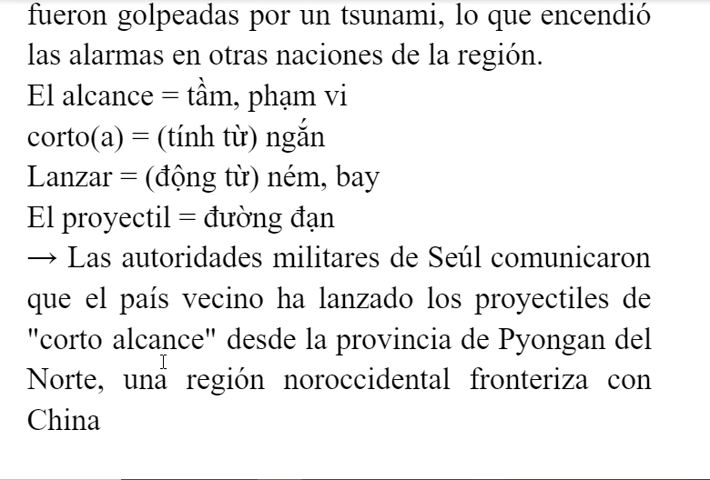 fueron golpeadas por un tsunami, lo que encendió
las alarmas en otras naciones de la región.
El alcance = tầm, phạm vi
corto(a) = (tính từ) ngắn
Lanzar = (động từ) ném, bay
El proyectil = đường đạn
→ Las autoridades militares de Seúl comunicaron
que el país vecino ha lanzado los proyectiles de
"corto alcance" desde la provincia de Pyongan del
Norte, una región noroccidental fronteriza con
China